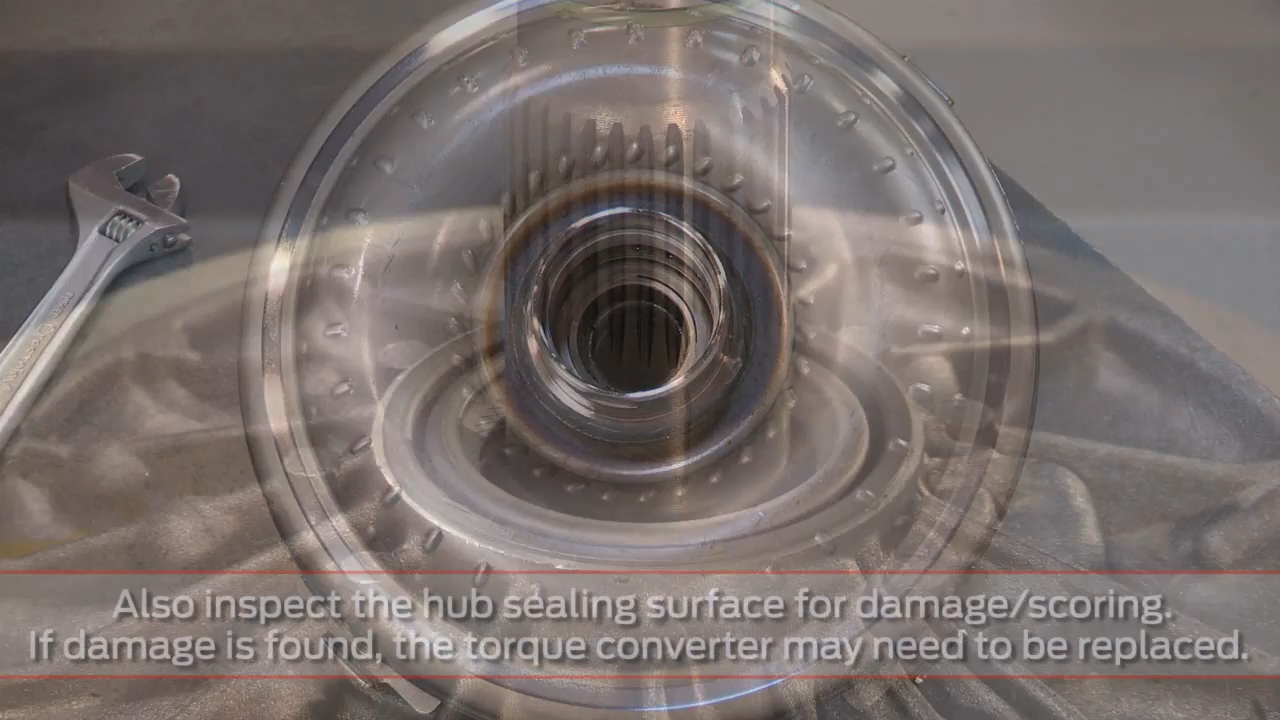 Also inspect the hub sealing surface for damage/scoring.
If damage is found, the torque converter may need to be replaced.